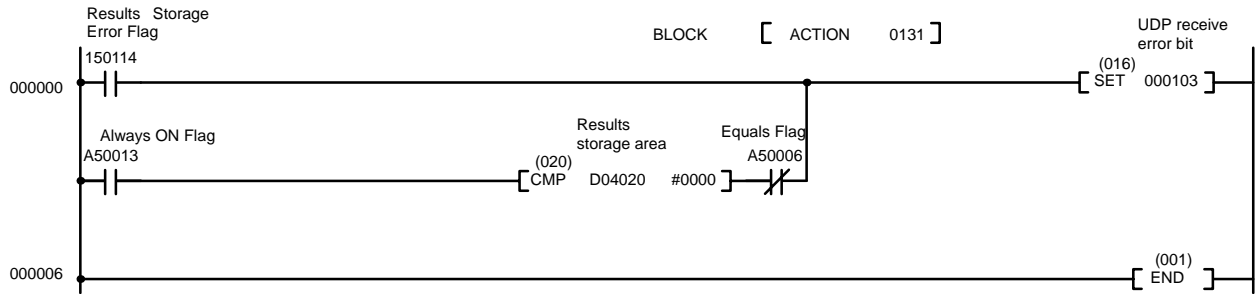 Results Storage
Error Flag
BLOCK [ ACTION 0131 ]
UDP receive
error bit
150114
000000
(016)
[ SET 000103 ]
Always ON Flag
Results
storage area
Equals Flag
A50013
A50006
(020)
[ CMP D04020 #0000 ]
000006
(001)
[ END ]